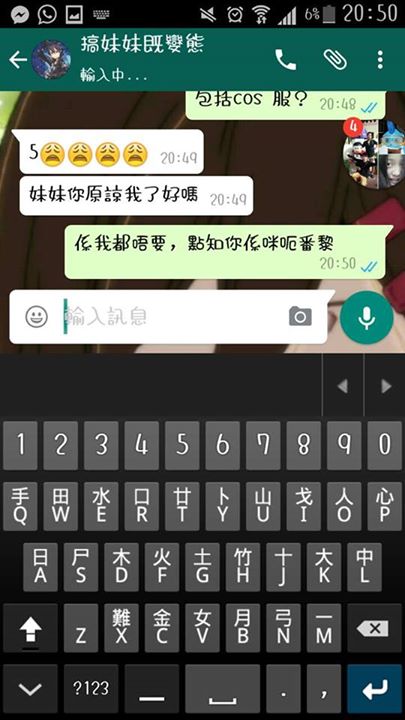 6% 20:50
搞妹妹既變態
輸入中...
包括cos 服？ 20:48
4
5😩😩😩😩 20:49
妹妹你原諒我了好嗎 20:49
係我都唔要，點知你係咪呃番黎
20:50
輸入訊息
1 2 3 4 5 6 7 8 9 0
手 田 水 口 廿 卜 山 戈 人 心
Q W E R T Y U I O P
日 尸 木 火 土 竹 十 大 中
A S D F G H J K L
難 金 女 月 弓 一
Z X C V B N M
?123 . ,